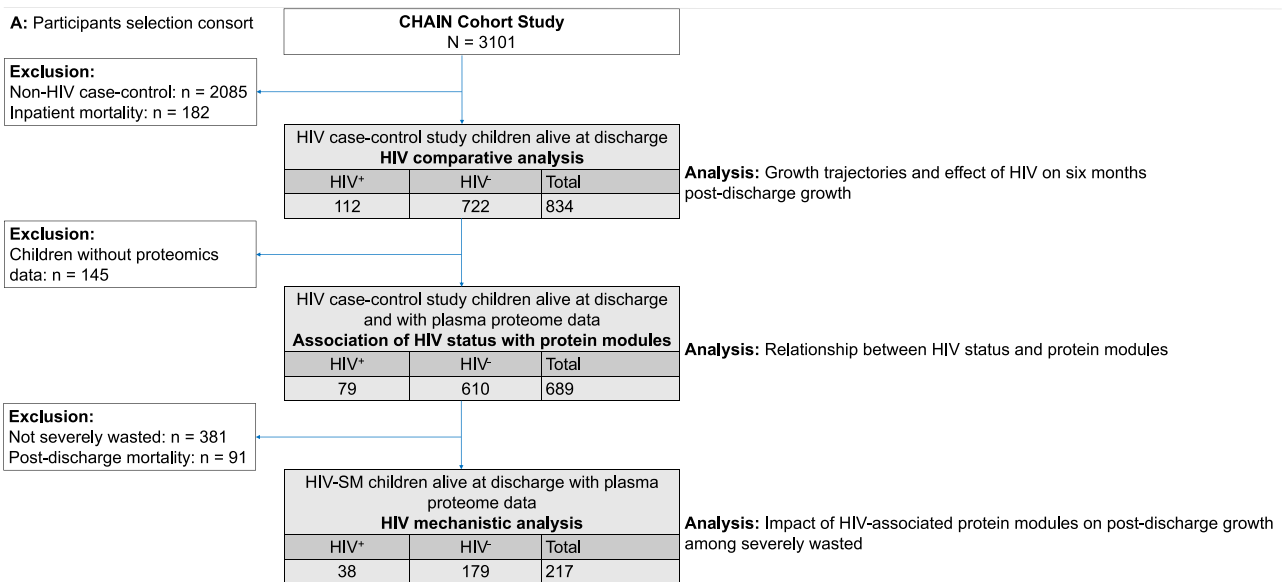 A: Participants selection consort
CHAIN Cohort Study
N = 3101
Exclusion:
Non-HIV case-control: n = 2085
Inpatient mortality: n = 182
HIV case-control study children alive at discharge
HIV comparative analysis
HIV⁺ HIV⁻ Total
112 722 834
Analysis: Growth trajectories and effect of HIV on six months
post-discharge growth
Exclusion:
Children without proteomics
data: n = 145
HIV case-control study children alive at discharge
and with plasma proteome data
Association of HIV status with protein modules
HIV⁺ HIV⁻ Total
79 610 689
Analysis: Relationship between HIV status and protein modules
Exclusion:
Not severely wasted: n = 381
Post-discharge mortality: n = 91
HIV-SM children alive at discharge with plasma
proteome data
HIV mechanistic analysis
HIV⁺ HIV⁻ Total
38 179 217
Analysis: Impact of HIV-associated protein modules on post-discharge growth
among severely wasted